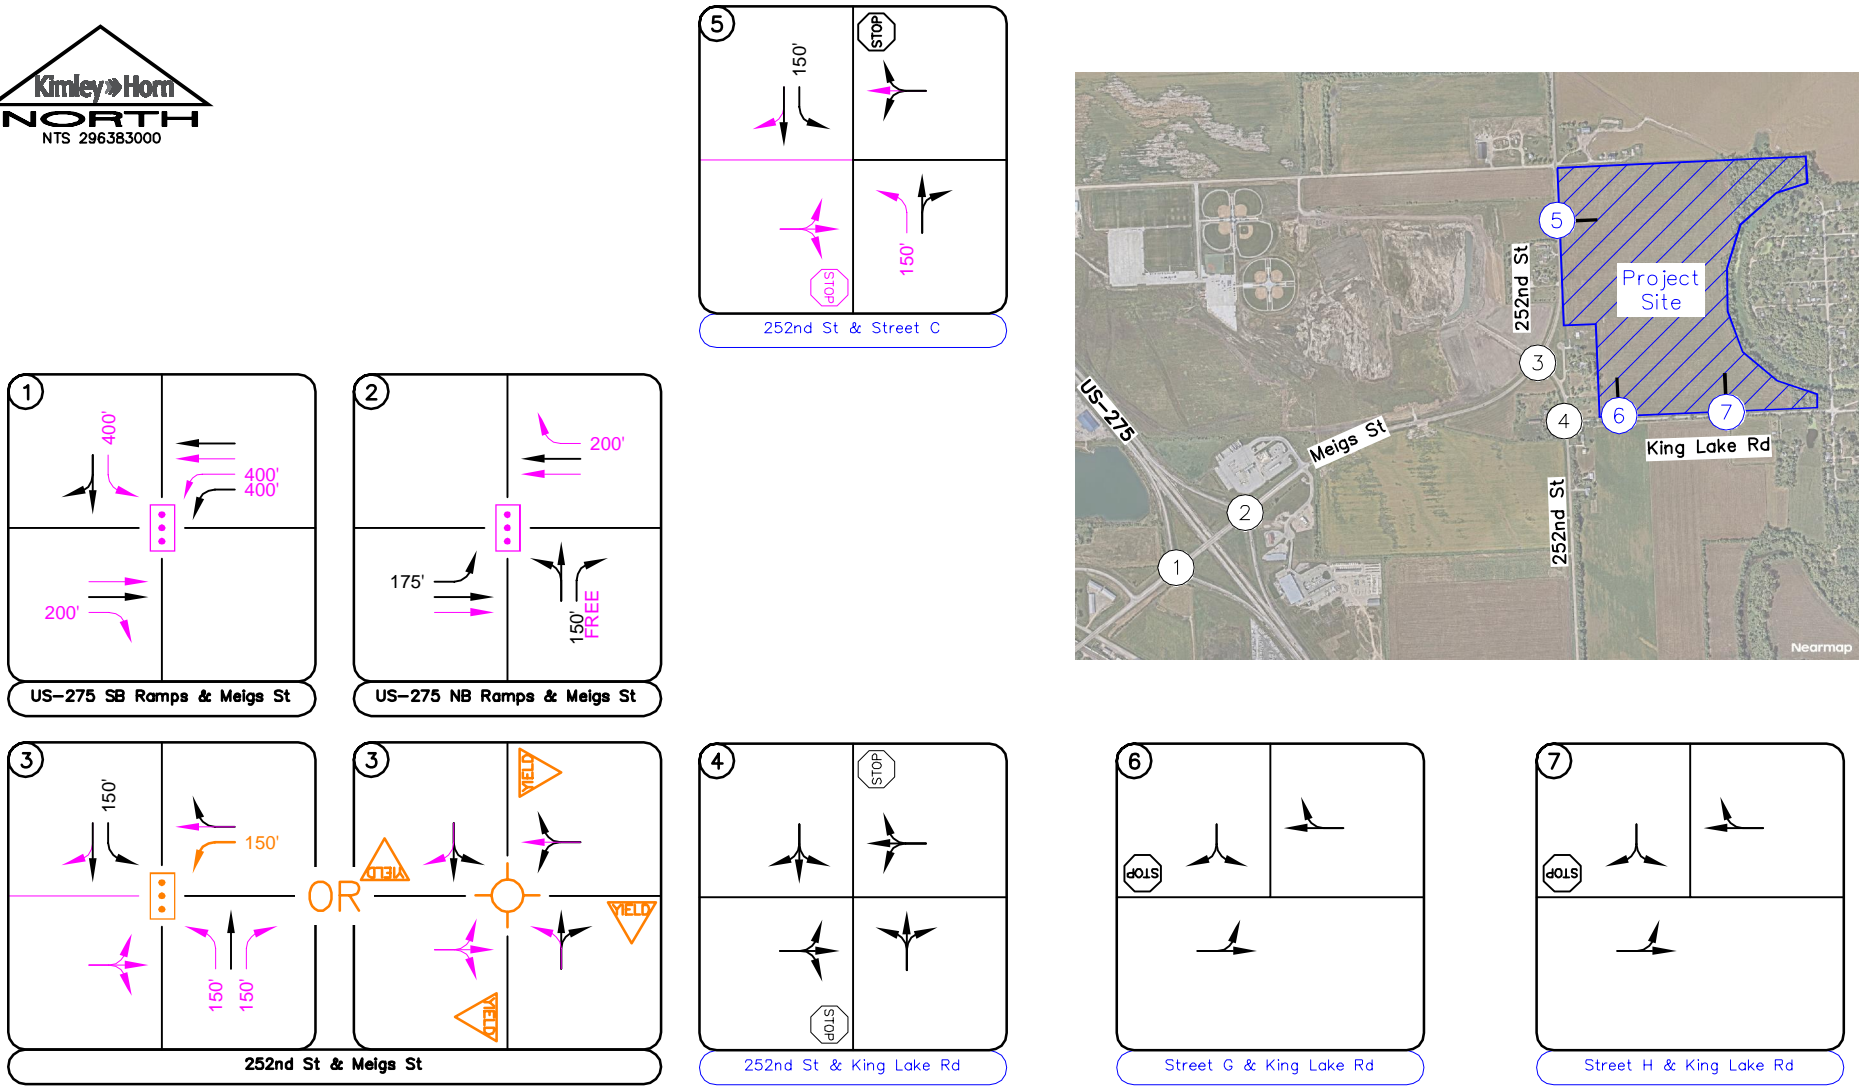 Kimley»Horn
NORTH
NTS 296383000
5
150'
STOP
150'
STOP
252nd St & Street C
1
400'
400'
400'
200'
US-275 SB Ramps & Meigs St
2
200'
175'
150'
FREE
US-275 NB Ramps & Meigs St
5
252nd St
Project
Site
3
US-275
4
6
7
Meigs St
King Lake Rd
2
252nd St
1
Nearmap
3
150'
150'
150'
150'
OR
3
YIELD
YIELD
YIELD
YIELD
252nd St & Meigs St
4
STOP
STOP
252nd St & King Lake Rd
6
STOP
Street G & King Lake Rd
7
STOP
Street H & King Lake Rd